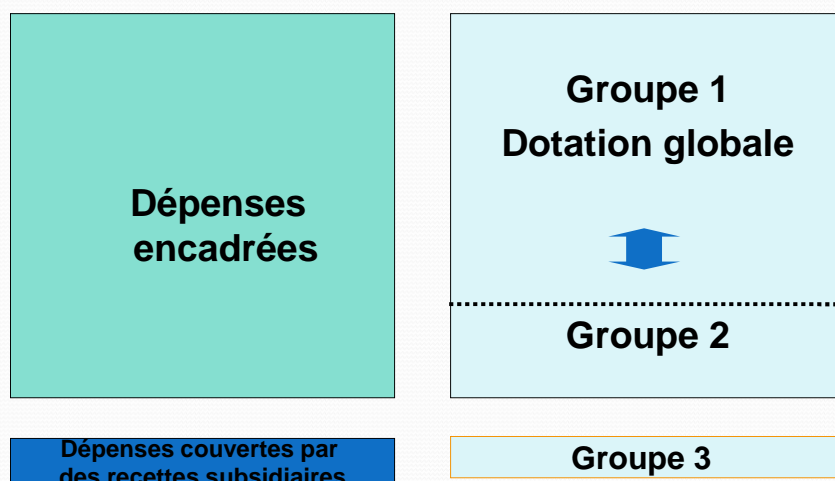 Dépenses
encadrées
Groupe 1
Dotation globale
Groupe 2
Dépenses couvertes par
des recettes subsidiaires
Groupe 3